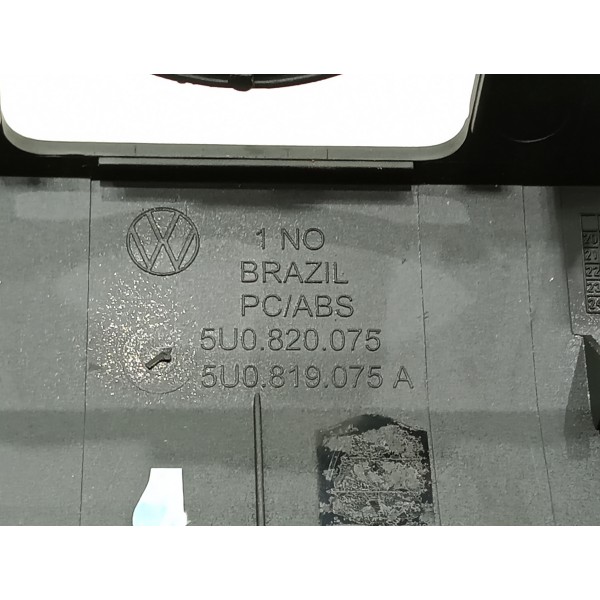 1 NO
BRAZIL
PC/ABS
5U0.820.075
5U0.819.075 A